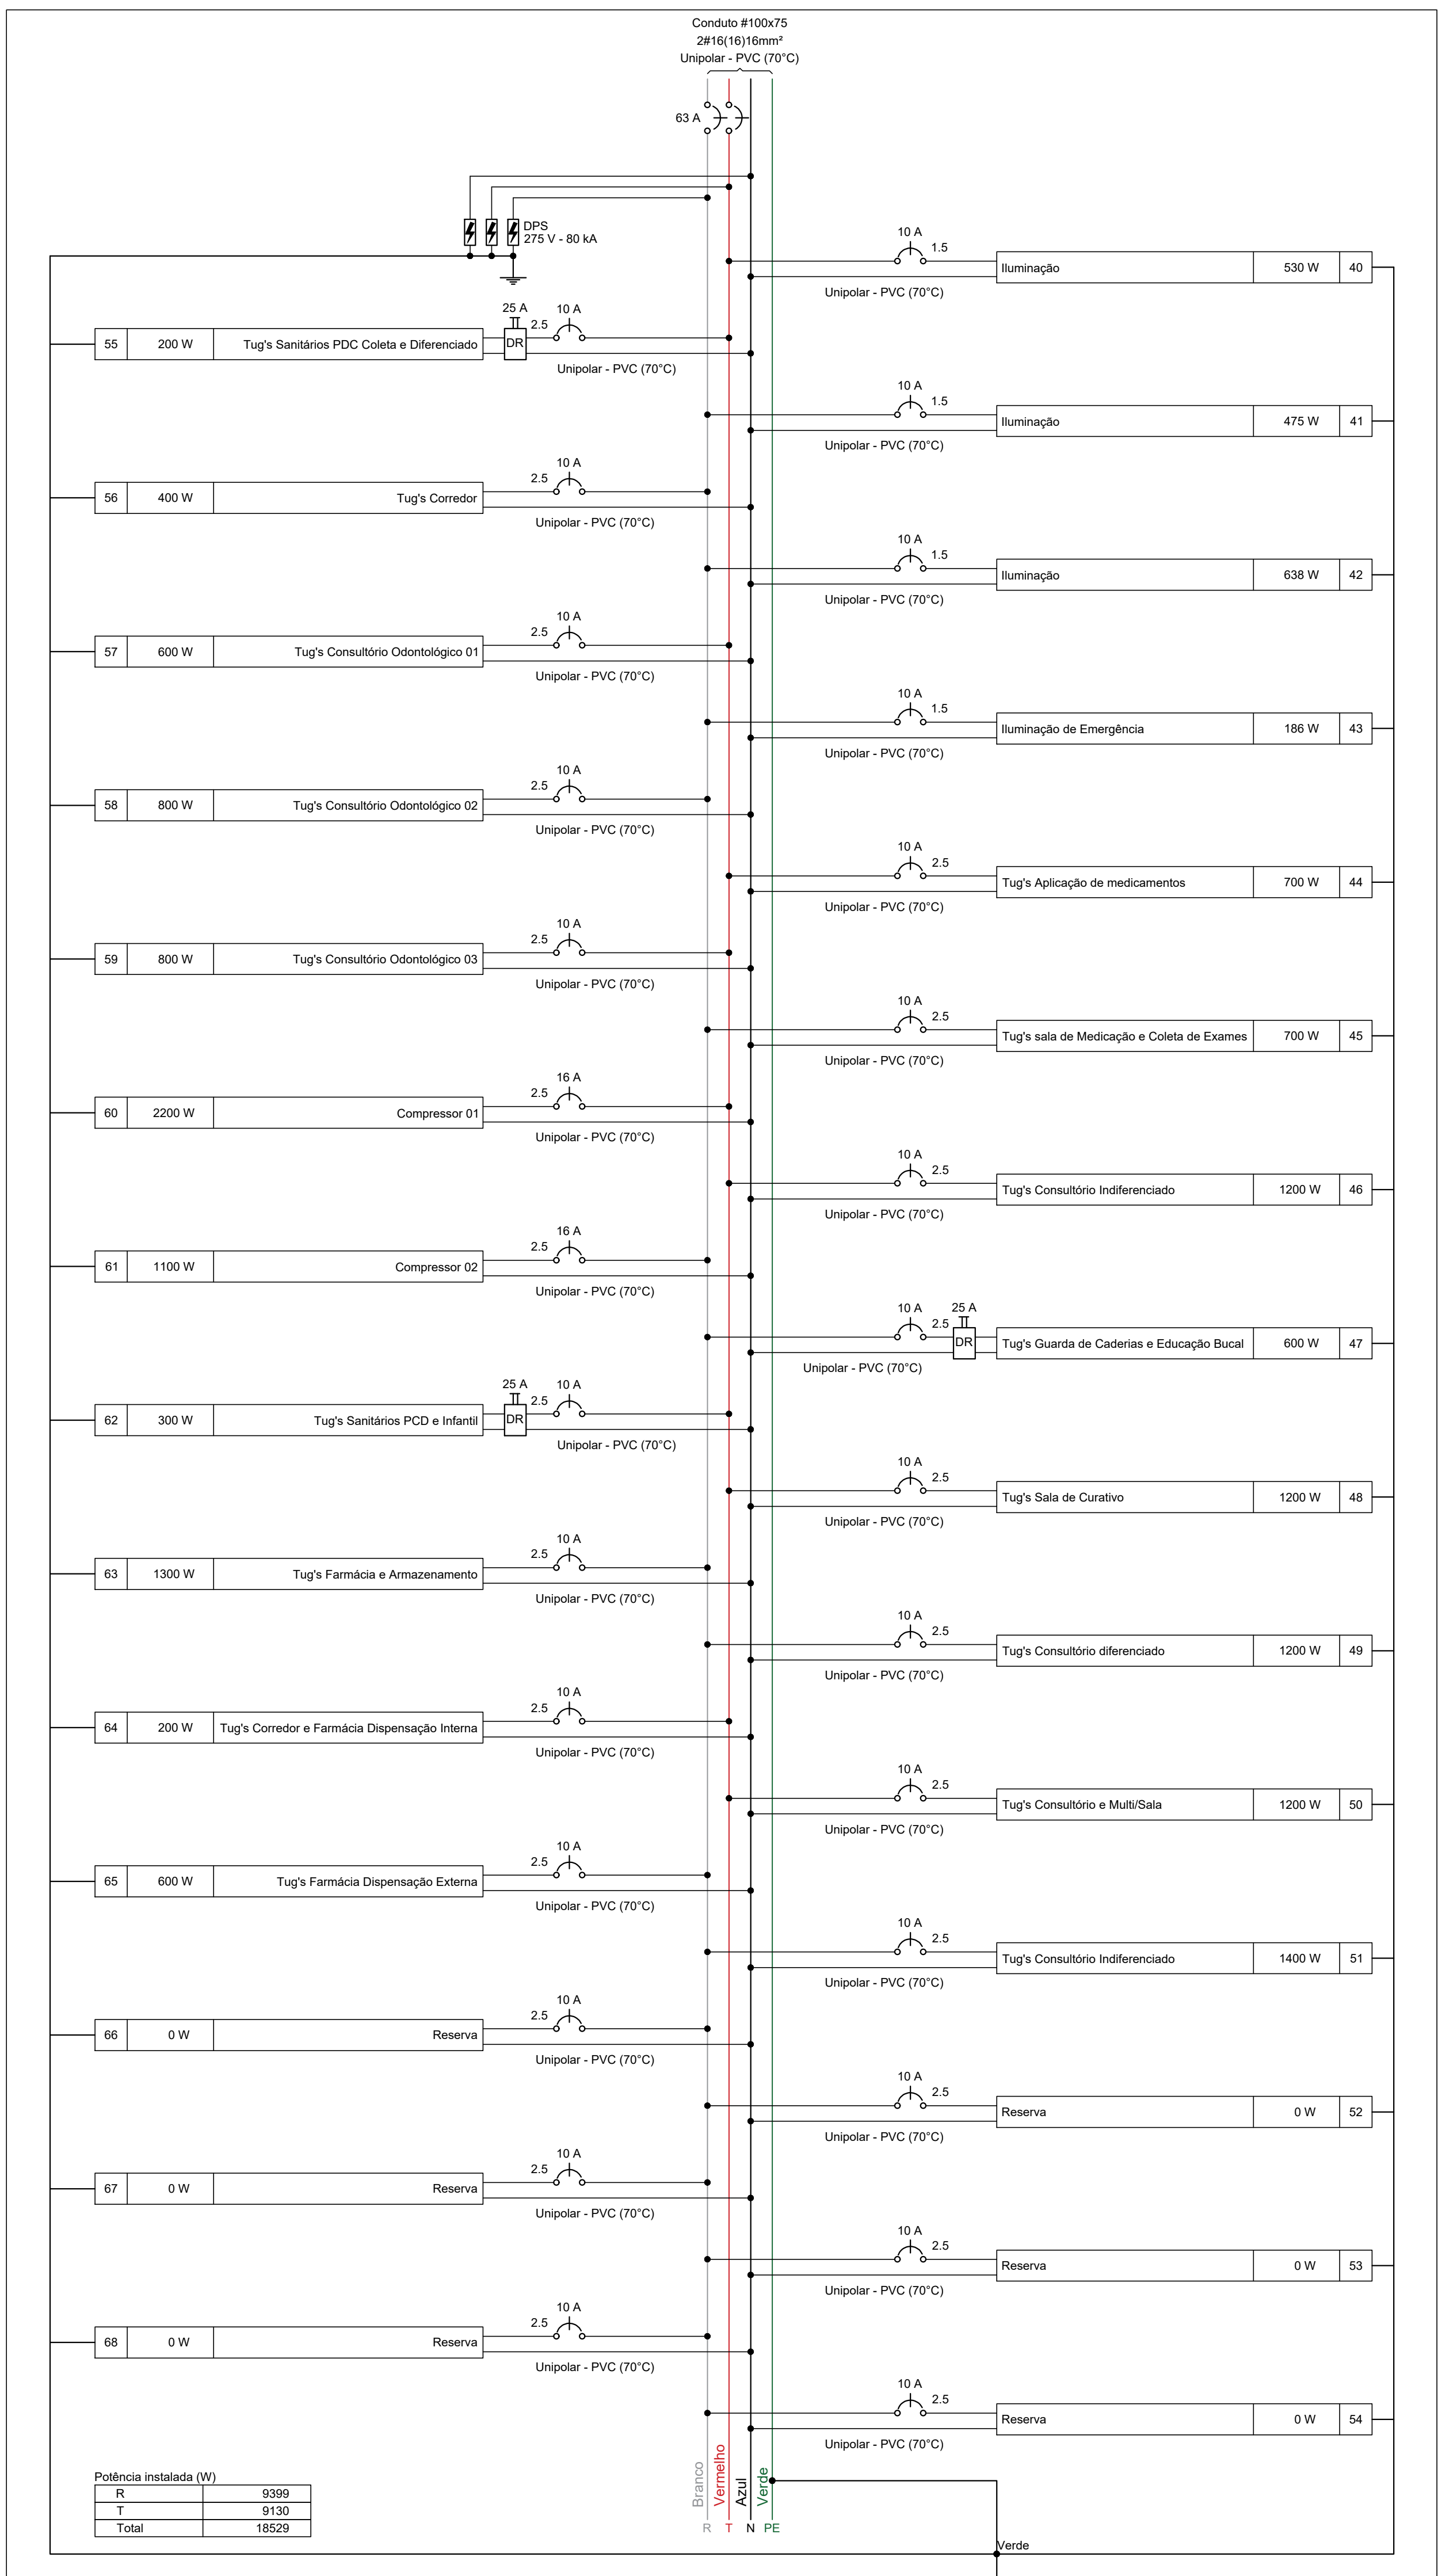 Conduto #100x75
2#16(16)16mm²
Unipolar - PVC (70°C)
63 A
DPS
275 V - 80 kA
10 A
1.5
Iluminação 530 W 40
Unipolar - PVC (70°C)
25 A 10 A
2.5
55 200 W Tug's Sanitários PDC Coleta e Diferenciado DR
Unipolar - PVC (70°C)
10 A
1.5
Iluminação 475 W 41
Unipolar - PVC (70°C)
10 A
2.5
56 400 W Tug's Corredor
Unipolar - PVC (70°C)
10 A
1.5
Iluminação 638 W 42
Unipolar - PVC (70°C)
10 A
2.5
57 600 W Tug's Consultório Odontológico 01
Unipolar - PVC (70°C)
10 A
1.5
Iluminação de Emergência 186 W 43
Unipolar - PVC (70°C)
10 A
2.5
58 800 W Tug's Consultório Odontológico 02
Unipolar - PVC (70°C)
10 A
2.5
Tug's Aplicação de medicamentos 700 W 44
Unipolar - PVC (70°C)
10 A
2.5
59 800 W Tug's Consultório Odontológico 03
Unipolar - PVC (70°C)
10 A
2.5
Tug's sala de Medicação e Coleta de Exames 700 W 45
Unipolar - PVC (70°C)
16 A
2.5
60 2200 W Compressor 01
Unipolar - PVC (70°C)
10 A
2.5
Tug's Consultório Indiferenciado 1200 W 46
Unipolar - PVC (70°C)
16 A
2.5
61 1100 W Compressor 02
Unipolar - PVC (70°C)
10 A 25 A
2.5
DR Tug's Guarda de Caderias e Educação Bucal 600 W 47
Unipolar - PVC (70°C)
25 A 10 A
2.5
62 300 W Tug's Sanitários PCD e Infantil DR
Unipolar - PVC (70°C)
10 A
2.5
Tug's Sala de Curativo 1200 W 48
Unipolar - PVC (70°C)
10 A
2.5
63 1300 W Tug's Farmácia e Armazenamento
Unipolar - PVC (70°C)
10 A
2.5
Tug's Consultório diferenciado 1200 W 49
Unipolar - PVC (70°C)
10 A
2.5
64 200 W Tug's Corredor e Farmácia Dispensação Interna
Unipolar - PVC (70°C)
10 A
2.5
Tug's Consultório e Multi/Sala 1200 W 50
Unipolar - PVC (70°C)
10 A
2.5
65 600 W Tug's Farmácia Dispensação Externa
Unipolar - PVC (70°C)
10 A
2.5
Tug's Consultório Indiferenciado 1400 W 51
Unipolar - PVC (70°C)
10 A
2.5
66 0 W Reserva
Unipolar - PVC (70°C)
10 A
2.5
Reserva 0 W 52
Unipolar - PVC (70°C)
10 A
2.5
67 0 W Reserva
Unipolar - PVC (70°C)
10 A
2.5
Reserva 0 W 53
Unipolar - PVC (70°C)
10 A
2.5
68 0 W Reserva
Unipolar - PVC (70°C)
10 A
2.5
Reserva 0 W 54
Unipolar - PVC (70°C)
Branco
Vermelho
Azul
Verde
R T N PE
Potência instalada (W)
R 9399
T 9130
Total 18529
Verde